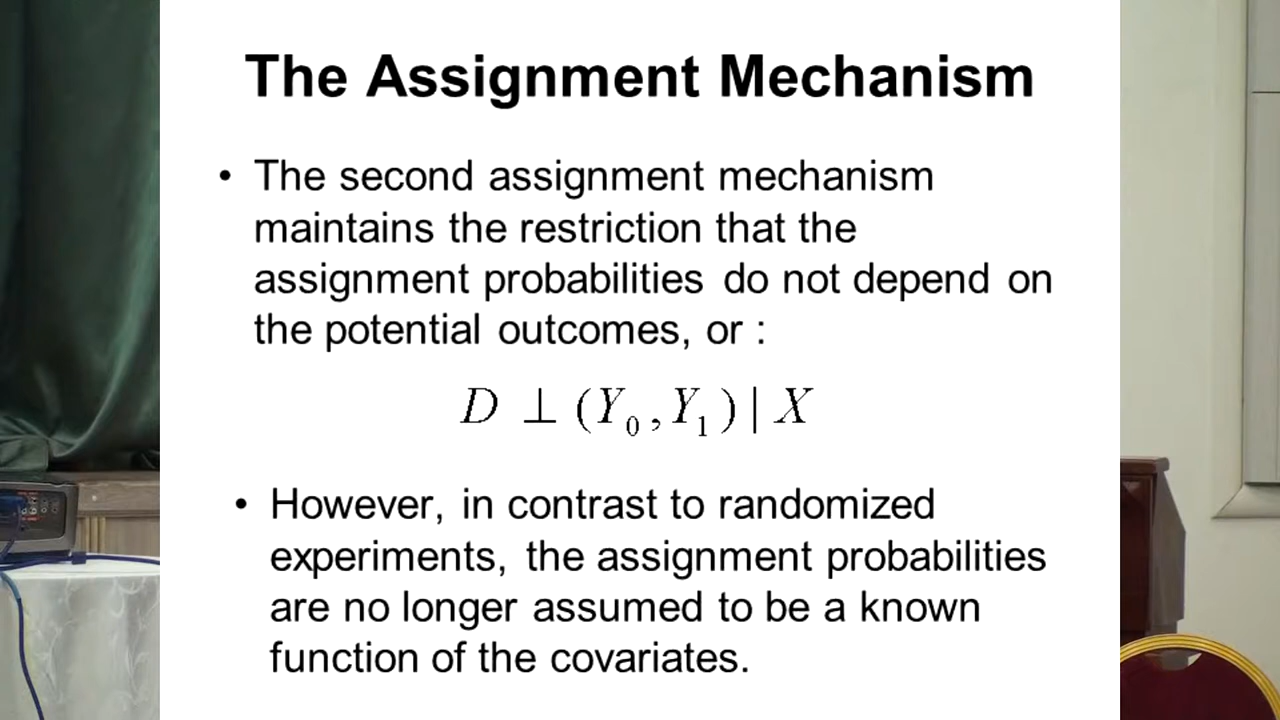 The Assignment Mechanism
• The second assignment mechanism
maintains the restriction that the
assignment probabilities do not depend on
the potential outcomes, or :
D ⊥ (Y₀,Y₁) | X
• However, in contrast to randomized
experiments, the assignment probabilities
are no longer assumed to be a known
function of the covariates.